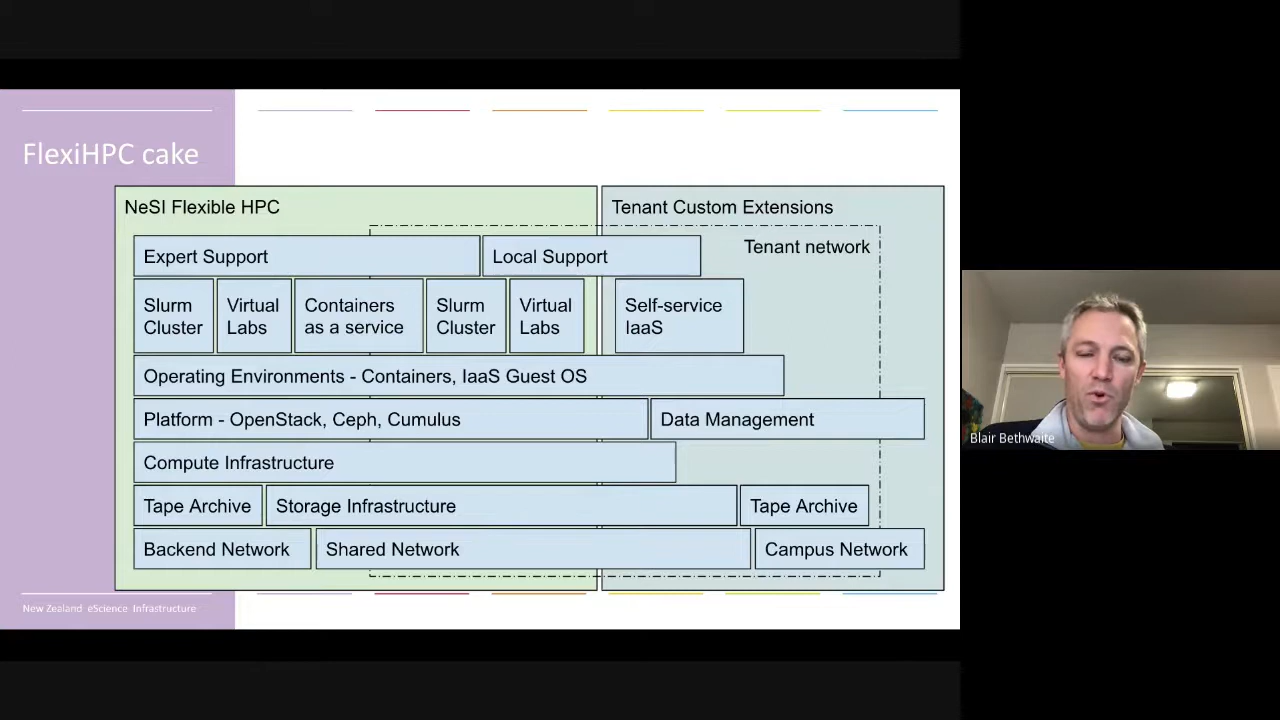 FlexiHPC cake
NeSI Flexible HPC
Tenant Custom Extensions
Tenant network
Expert Support
Local Support
Slurm
Cluster
Virtual
Labs
Containers
as a service
Slurm
Cluster
Virtual
Labs
Self-service
IaaS
Operating Environments - Containers, IaaS Guest OS
Platform - OpenStack, Ceph, Cumulus
Data Management
Compute Infrastructure
Tape Archive
Storage Infrastructure
Tape Archive
Backend Network
Shared Network
Campus Network
New Zealand eScience Infrastructure
Blair Bethwaite